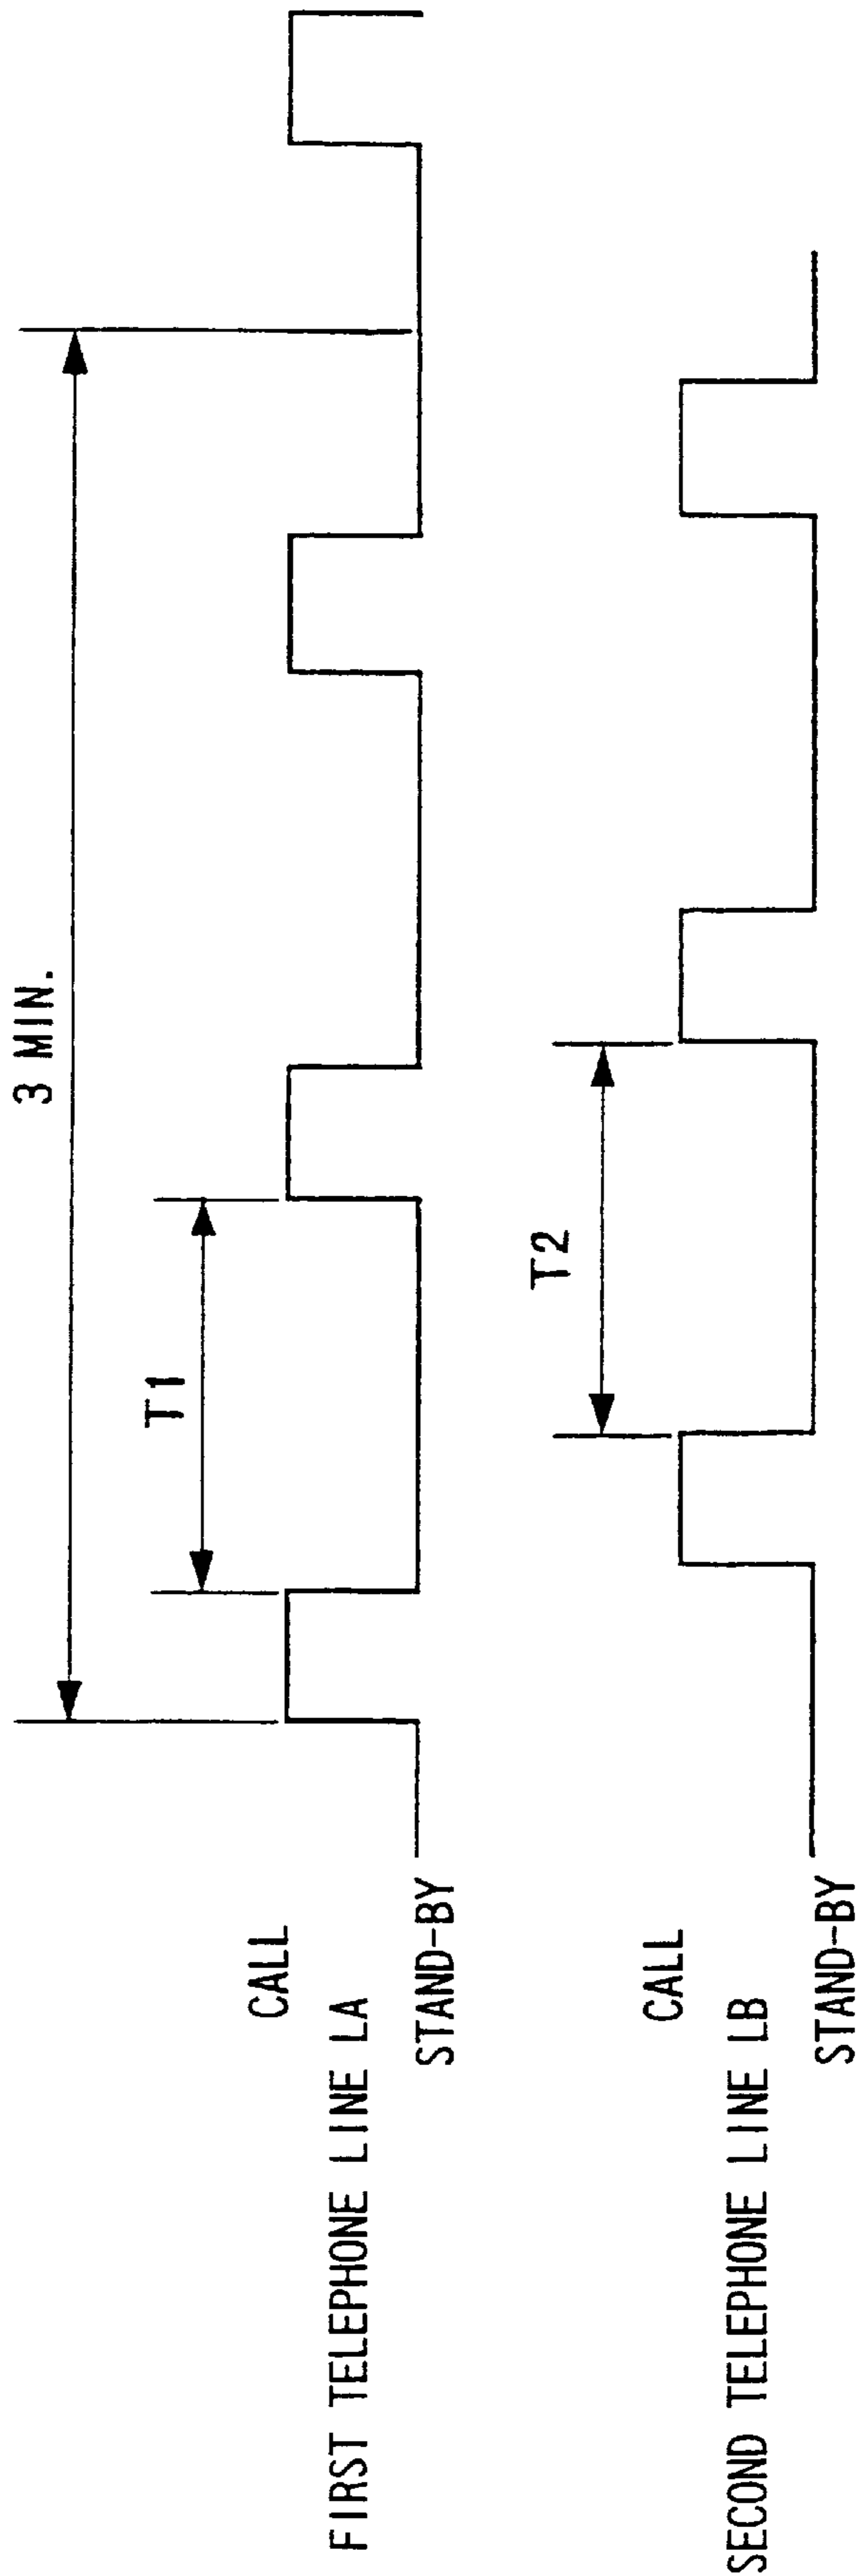 3 MIN.
T1
CALL
FIRST TELEPHONE LINE LA
STAND-BY
T2
CALL
SECOND TELEPHONE LINE LB
STAND-BY